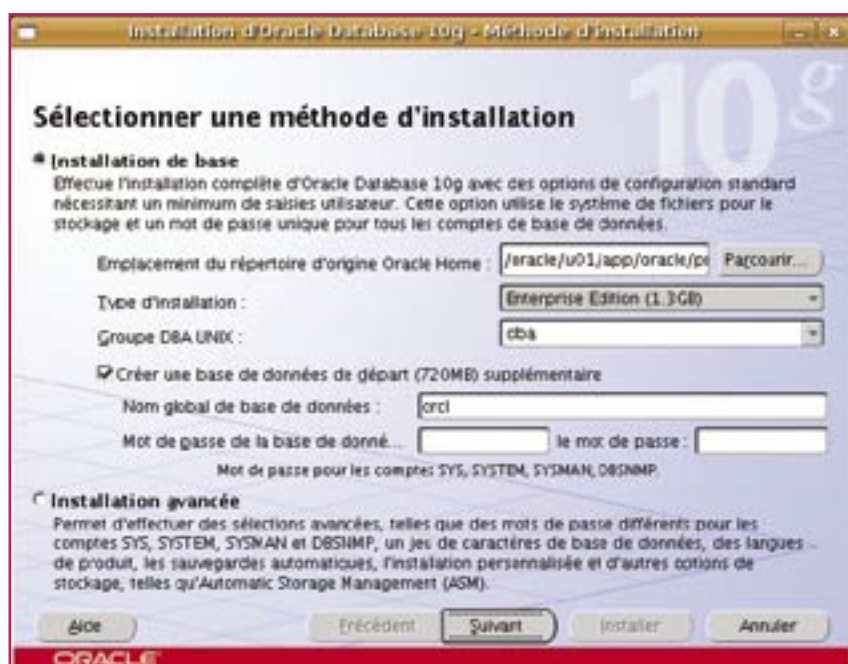 Installation d'Oracle Database 10g - Méthode d'installation
10g
Sélectionner une méthode d'installation
Installation de base
Effectue l'installation complète d'Oracle Database 10g avec des options de configuration standard
nécessitant un minimum de saisies utilisateur. Cette option utilise le système de fichiers pour le
stockage et un mot de passe unique pour tous les comptes de base de données.
Emplacement du répertoire d'origine Oracle Home : /oracle/u01/app/oracle/pr Parcourir...
Type d'installation : Enterprise Edition (1.3GB)
Groupe DBA UNIX : dba
Créer une base de données de départ (720MB) supplémentaire
Nom global de base de données : orcl
Mot de passe de la base de donné... le mot de passe :
Mot de passe pour les comptes SYS, SYSTEM, SYSMAN, DBSNMP.
Installation avancée
Permet d'effectuer des sélections avancées, telles que des mots de passe différents pour les
comptes SYS, SYSTEM, SYSMAN et DBSNMP, un jeu de caractères de base de données, des langues
de produit, les sauvegardes automatiques, l'installation personnalisée et d'autres options de
stockage, telles qu'Automatic Storage Management (ASM).
Aide Précédent Suivant Installer Annuler
ORACLE